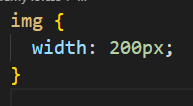 img {
  width: 200px;
}